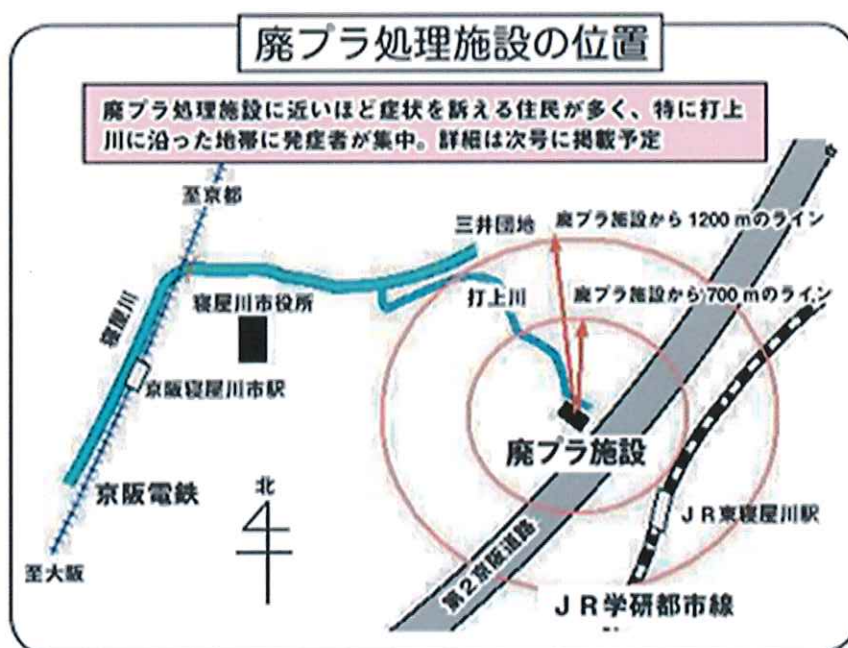 廃プラ処理施設の位置
廃プラ処理施設に近いほど症状を訴える住民が多く、特に打上
川に沿った地帯に発症者が集中。詳細は次号に掲載予定
至京都
三井団地
廃プラ施設から1200mのライン
寝屋川
寝屋川市役所
打上川
廃プラ施設から700mのライン
京阪寝屋川市駅
廃プラ施設
京阪電鉄
北
JR東寝屋川駅
至大阪
第2京阪道路
JR学研都市線